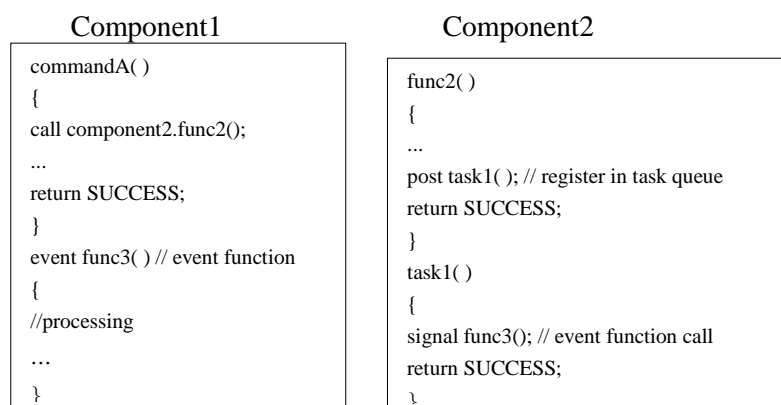 Component1
commandA( )
{
call component2.func2();
...
return SUCCESS;
}
event func3( ) // event function
{
//processing
…
}
Component2
func2( )
{
...
post task1( ); // register in task queue
return SUCCESS;
}
task1( )
{
signal func3(); // event function call
return SUCCESS;
}